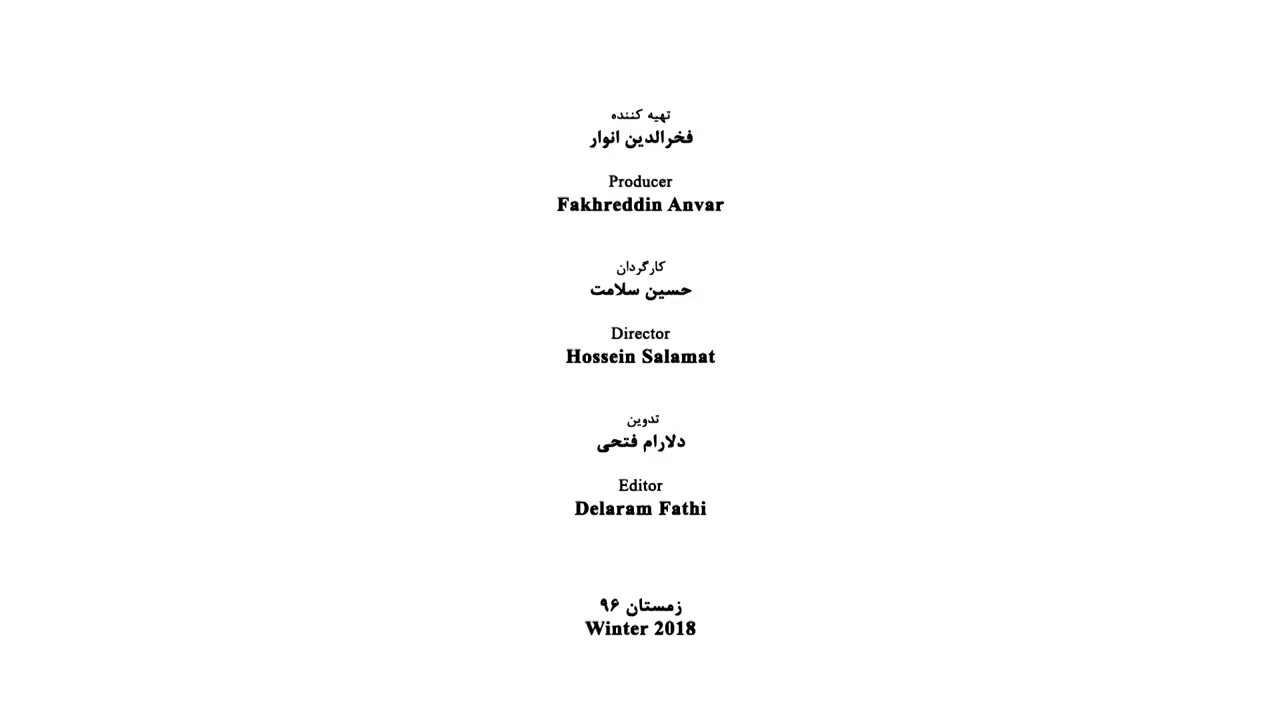 تهیه کننده
فخرالدین انوار
Producer
Fakhreddin Anvar
کارگردان
حسین سلامت
Director
Hossein Salamat
تدوین
دلارام فتحی
Editor
Delaram Fathi
زمستان ۹۶
Winter 2018